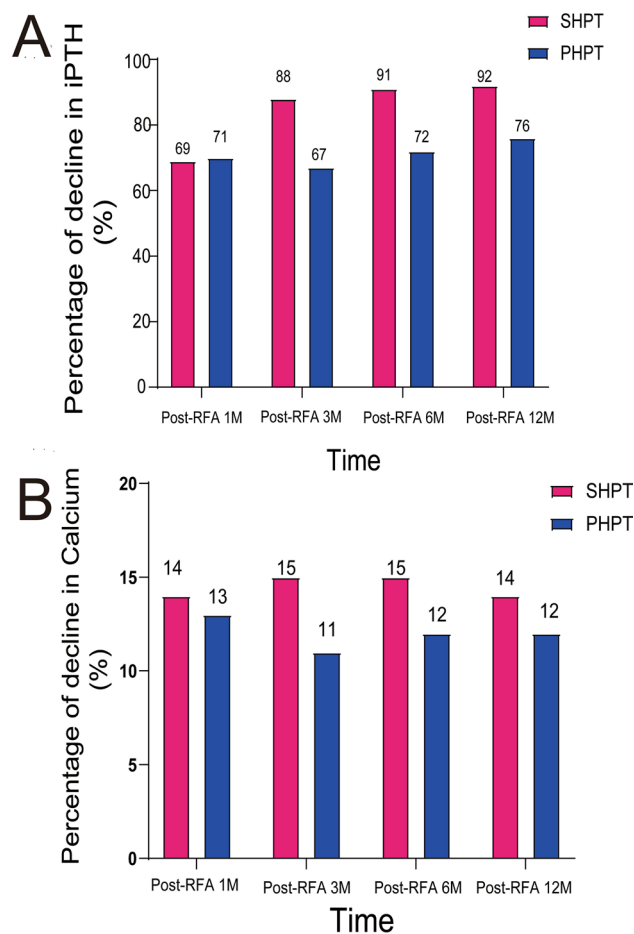 A
SHPT
PHPT
Percentage of decline in iPTH
(%)
100
80
60
40
20
0
69
71
88
67
91
72
92
76
Post-RFA 1M
Post-RFA 3M
Post-RFA 6M
Post-RFA 12M
Time
B
SHPT
PHPT
Percentage of decline in Calcium
(%)
20
15
10
5
0
14
13
15
11
15
12
14
12
Post-RFA 1M
Post-RFA 3M
Post-RFA 6M
Post-RFA 12M
Time